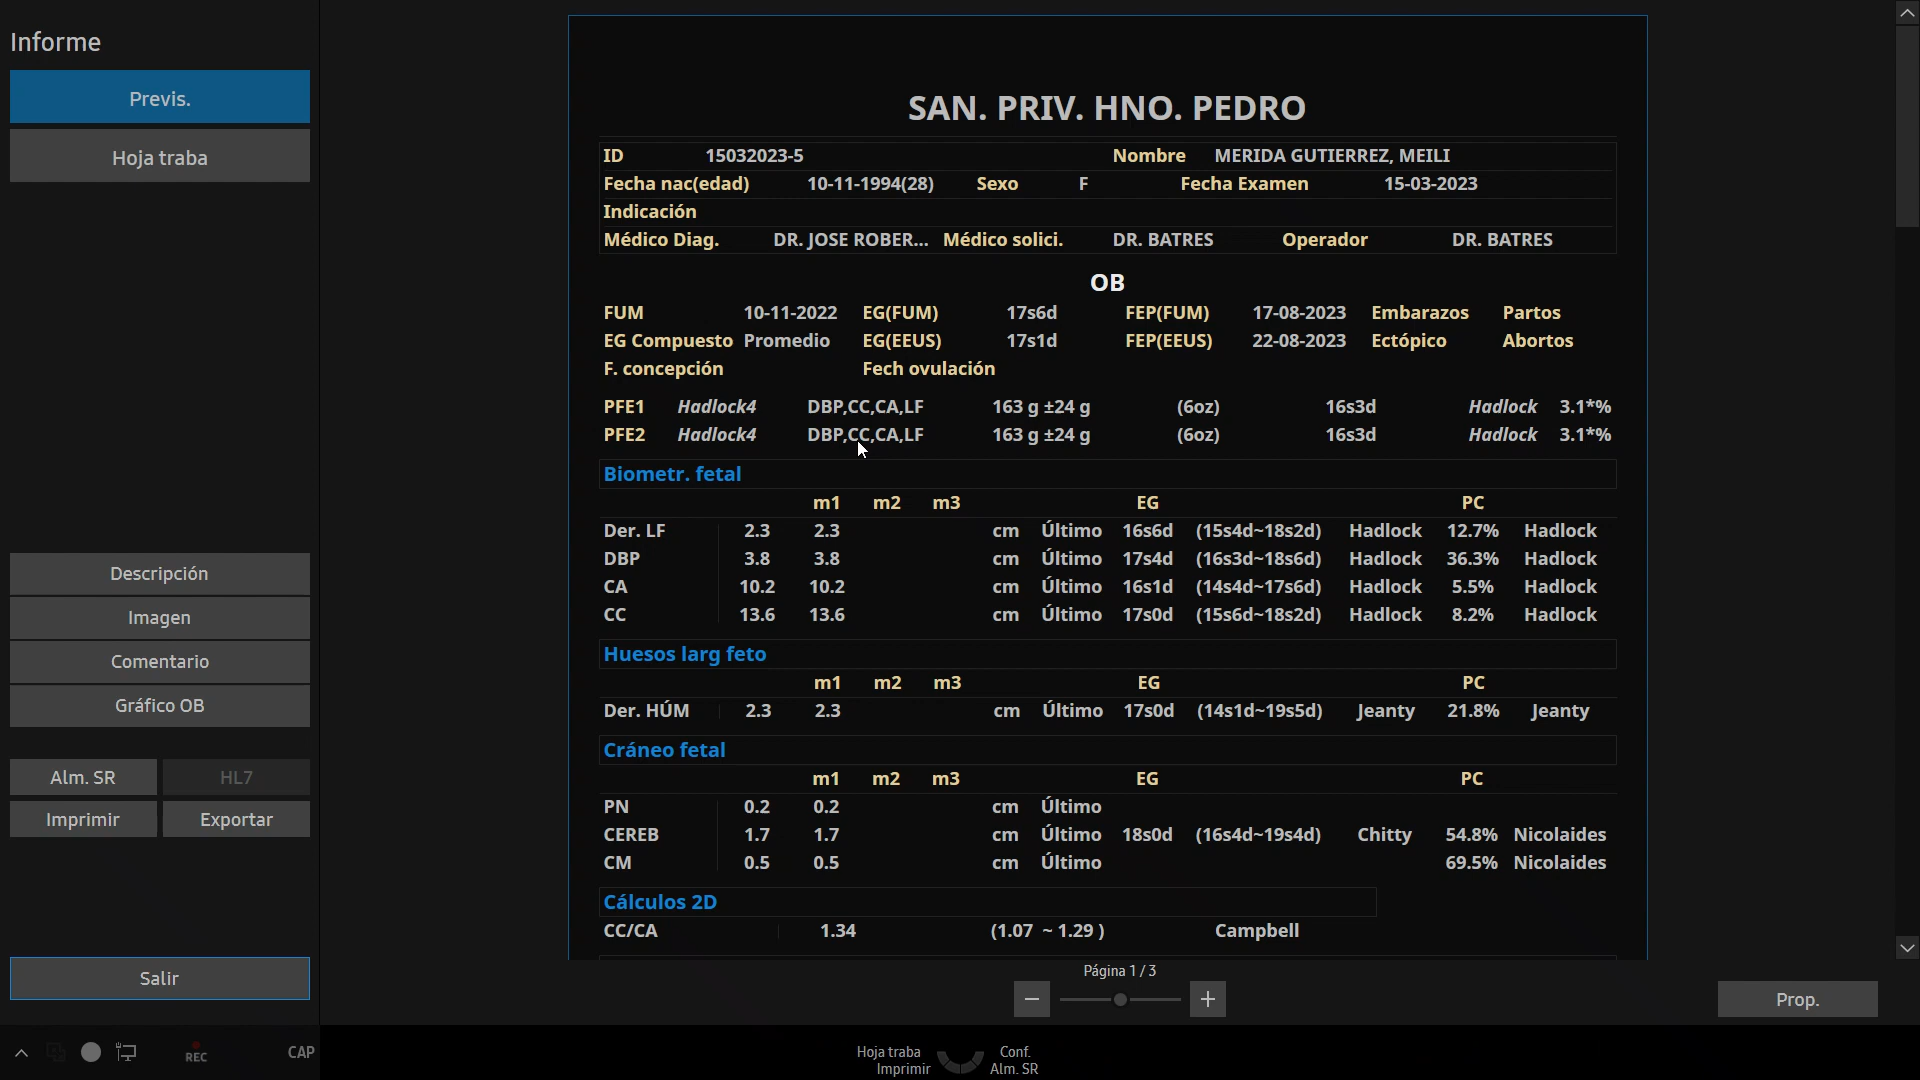 Informe
Previs.
Hoja traba
Descripción
Imagen
Comentario
Gráfico OB
Alm. SR HL7
Imprimir Exportar
Salir
REC CAP
SAN. PRIV. HNO. PEDRO
ID 15032023-5 Nombre MERIDA GUTIERREZ, MEILI
Fecha nac(edad) 10-11-1994(28) Sexo F Fecha Examen 15-03-2023
Indicación
Médico Diag. DR. JOSE ROBER... Médico solici. DR. BATRES Operador DR. BATRES
OB
FUM 10-11-2022 EG(FUM) 17s6d FEP(FUM) 17-08-2023 Embarazos Partos
EG Compuesto Promedio EG(EEUS) 17s1d FEP(EEUS) 22-08-2023 Ectópico Abortos
F. concepción Fech ovulación
PFE1 Hadlock4 DBP,CC,CA,LF 163 g ±24 g (6oz) 16s3d Hadlock 3.1*%
PFE2 Hadlock4 DBP,CC,CA,LF 163 g ±24 g (6oz) 16s3d Hadlock 3.1*%
Biometr. fetal
m1 m2 m3 EG PC
Der. LF 2.3 2.3 cm Último 16s6d (15s4d~18s2d) Hadlock 12.7% Hadlock
DBP 3.8 3.8 cm Último 17s4d (16s3d~18s6d) Hadlock 36.3% Hadlock
CA 10.2 10.2 cm Último 16s1d (14s4d~17s6d) Hadlock 5.5% Hadlock
CC 13.6 13.6 cm Último 17s0d (15s6d~18s2d) Hadlock 8.2% Hadlock
Huesos larg feto
m1 m2 m3 EG PC
Der. HÚM 2.3 2.3 cm Último 17s0d (14s1d~19s5d) Jeanty 21.8% Jeanty
Cráneo fetal
m1 m2 m3 EG PC
PN 0.2 0.2 cm Último
CEREB 1.7 1.7 cm Último 18s0d (16s4d~19s4d) Chitty 54.8% Nicolaides
CM 0.5 0.5 cm Último 69.5% Nicolaides
Cálculos 2D
CC/CA 1.34 (1.07 ~ 1.29 ) Campbell
Página 1 / 3
Prop.
Hoja traba Conf.
Imprimir Alm. SR